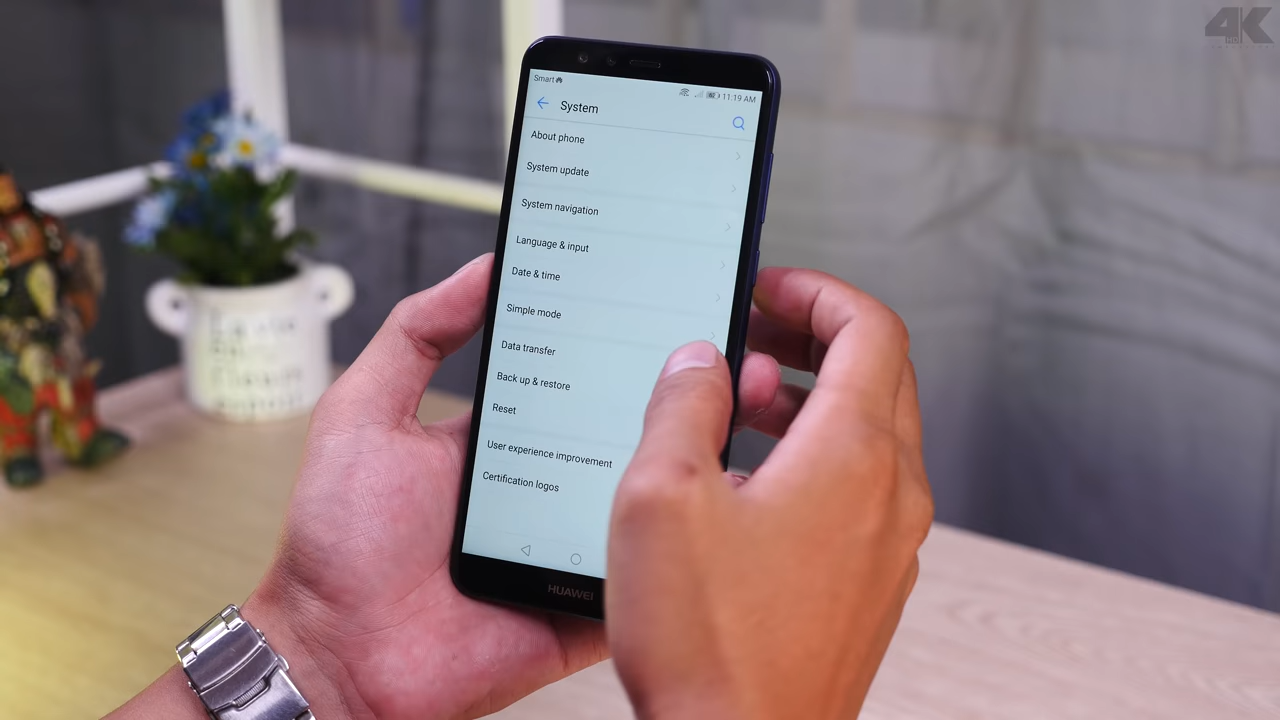 4K
Smart
11:19 AM
System
About phone
System update
System navigation
Language & input
Date & time
Simple mode
Data transfer
Back up & restore
Reset
User experience improvement
Certification logos
HUAWEI